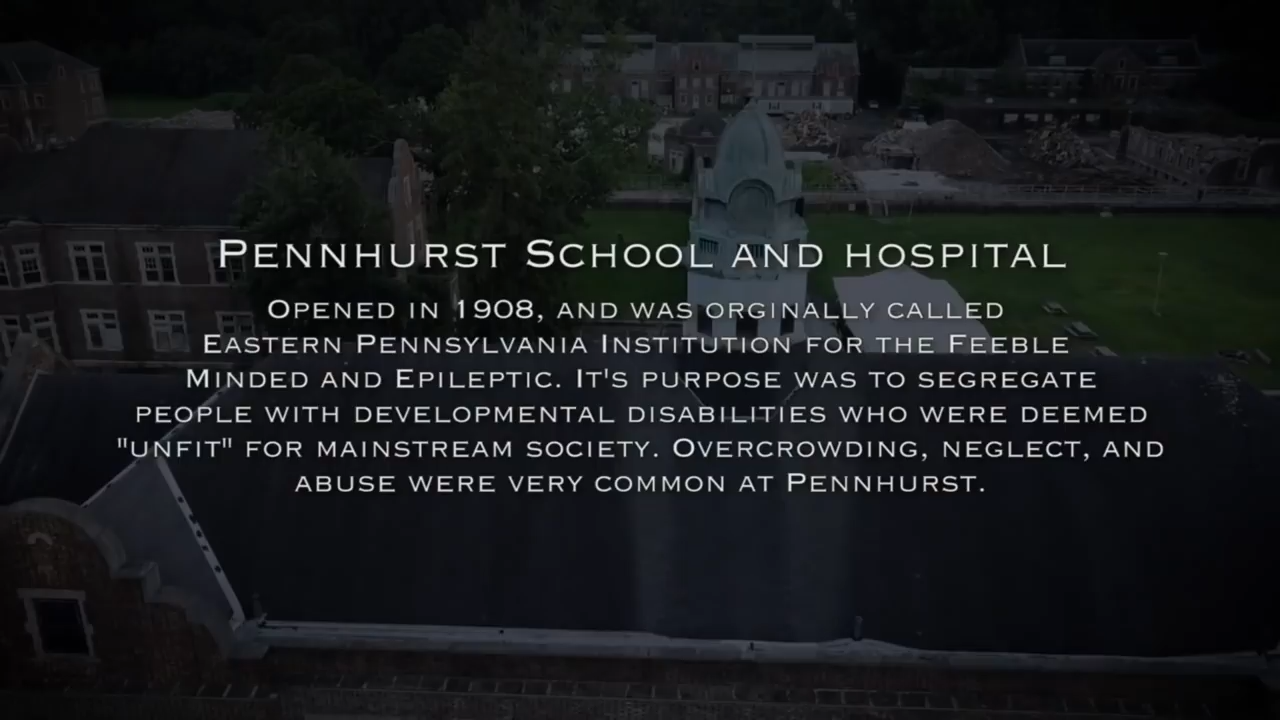 Pennhurst School and hospital
Opened in 1908, and was orginally called
Eastern Pennsylvania Institution for the Feeble
Minded and Epileptic. It's purpose was to segregate
people with developmental disabilities who were deemed
"unfit" for mainstream society. Overcrowding, neglect, and
abuse were very common at Pennhurst.